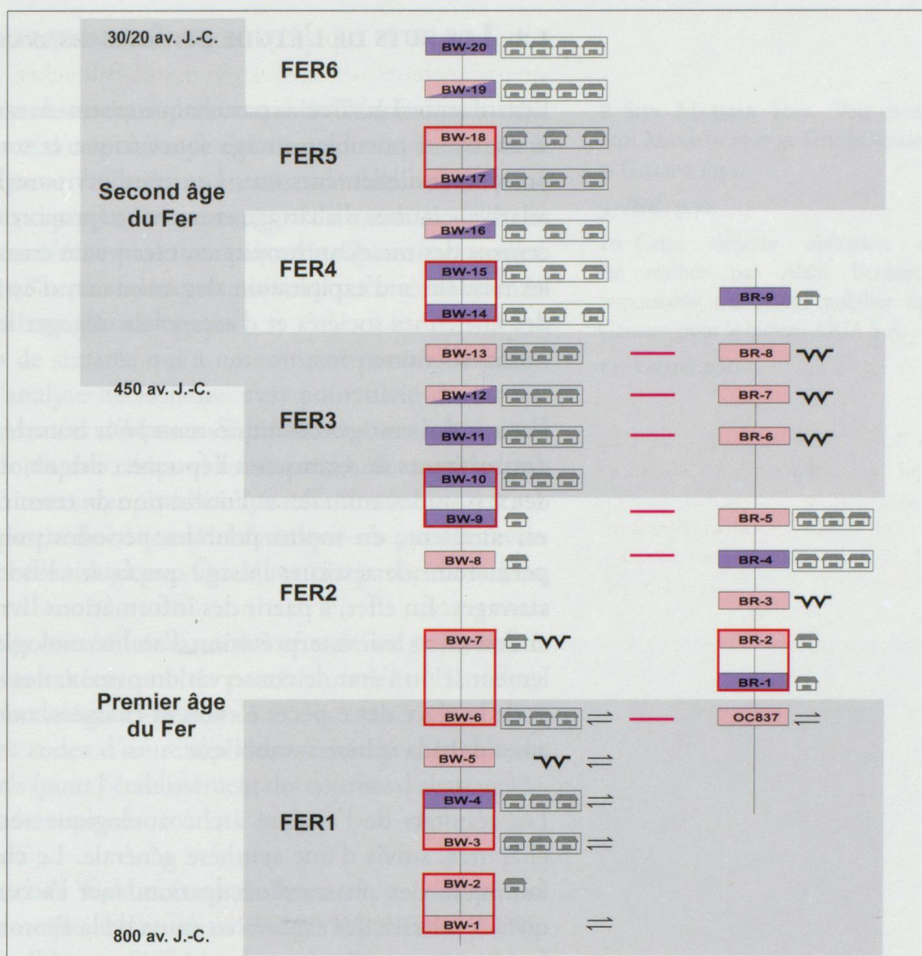 30/20 av. J.-C.
BW-20
FER6
BW-19
BW-18
FER5
BW-17
Second âge
du Fer
BW-16
FER4
BW-15
BR-9
BW-14
BW-13
BR-8
450 av. J.-C.
BW-12
BR-7
FER3
BW-11
BR-6
BW-10
BW-9
BR-5
BW-8
BR-4
FER2
BR-3
BW-7
BR-2
BR-1
Premier âge
du Fer
BW-6
OC837
BW-5
BW-4
FER1
BW-3
BW-2
BW-1
800 av. J.-C.